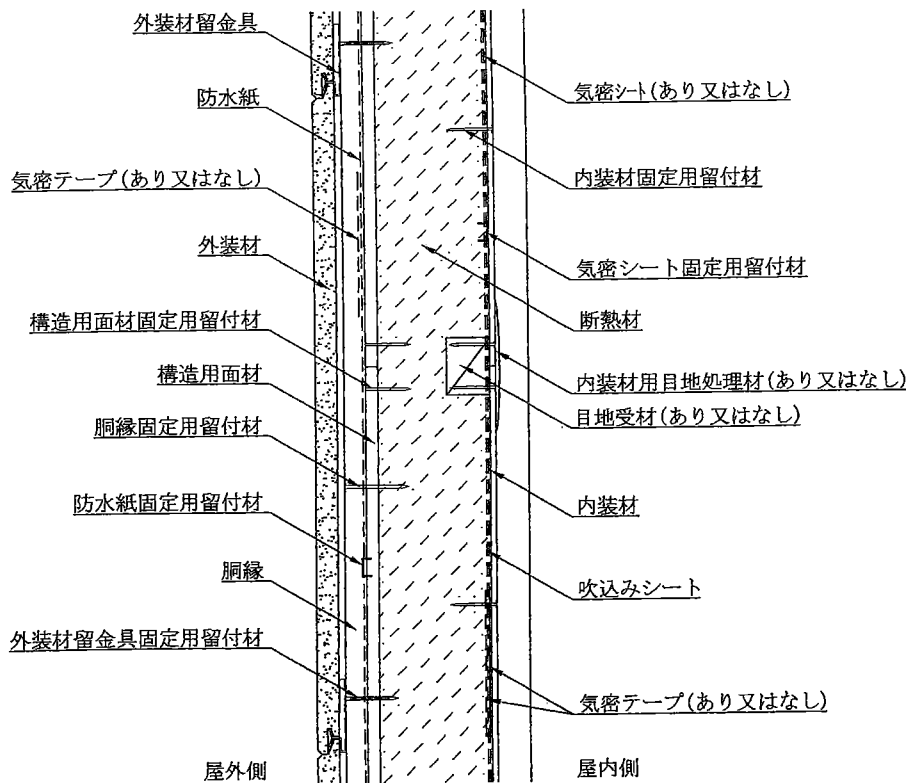 外装材留金具
防水紙
気密テープ(あり又はなし)
外装材
構造用面材固定用留付材
構造用面材
胴縁固定用留付材
防水紙固定用留付材
胴縁
外装材留金具固定用留付材
屋外側
気密シート(あり又はなし)
内装材固定用留付材
気密シート固定用留付材
断熱材
内装材用目地処理材(あり又はなし)
目地受材(あり又はなし)
内装材
吹込みシート
気密テープ(あり又はなし)
屋内側